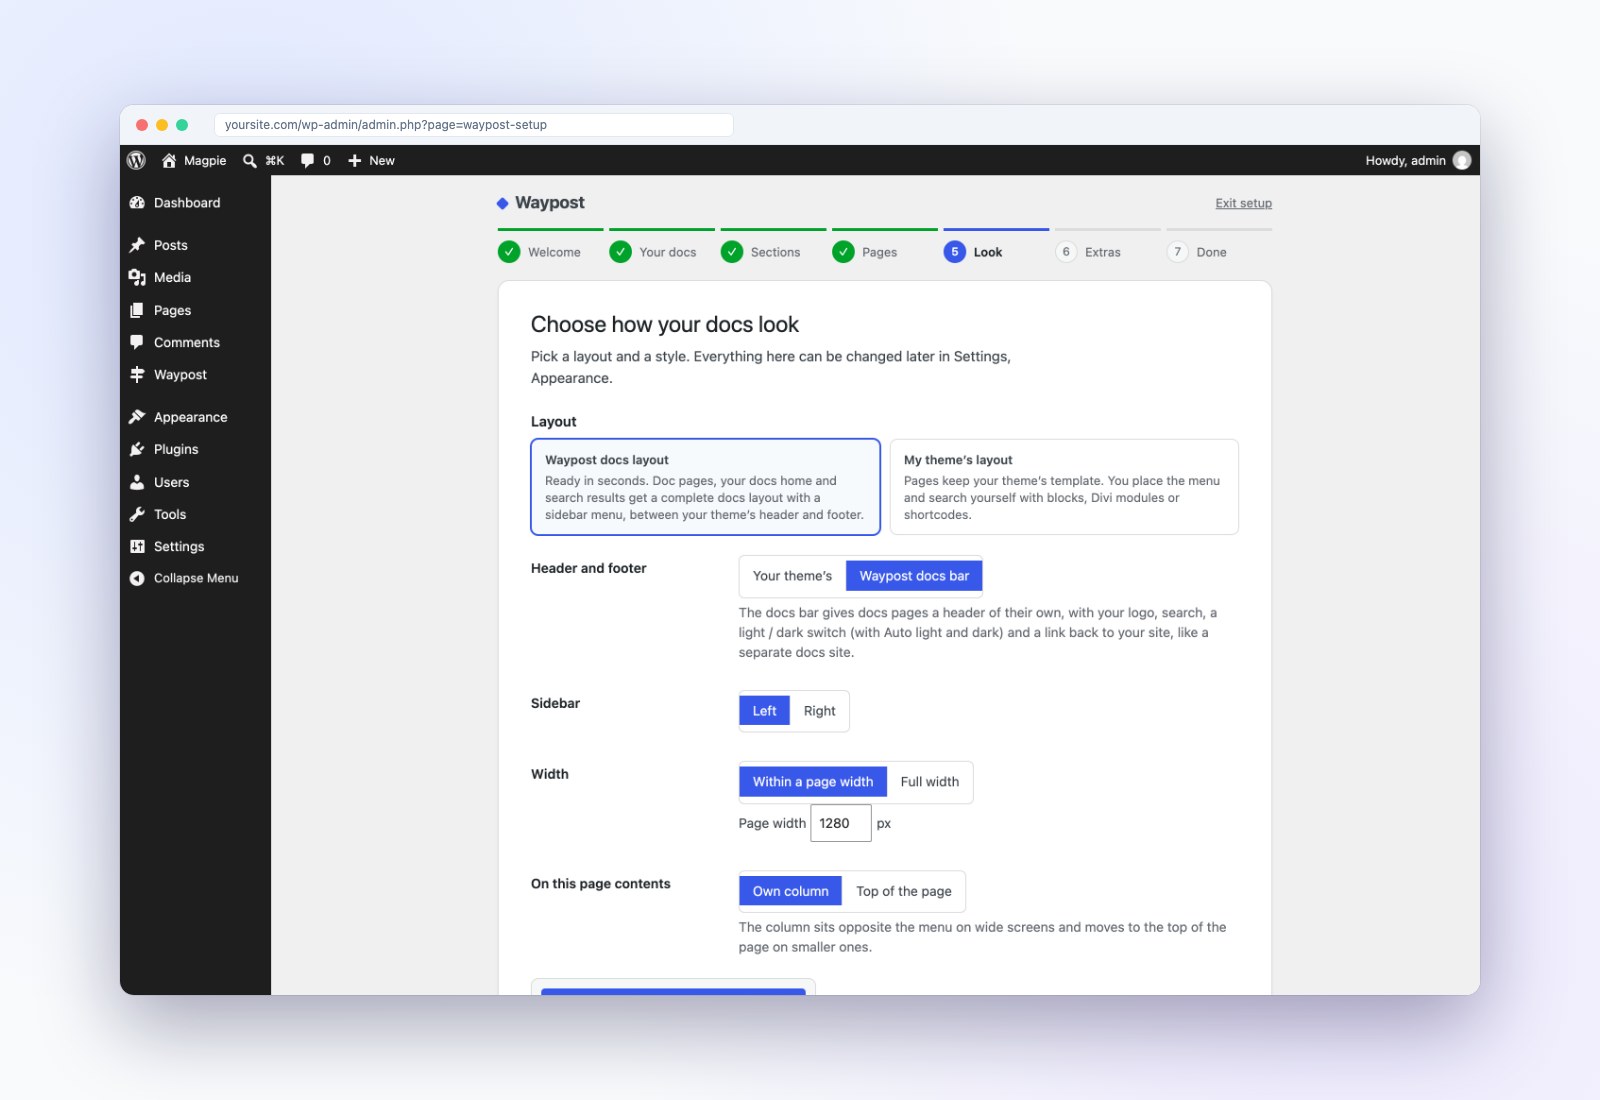 yoursite.com/wp-admin/admin.php?page=waypost-setup
Magpie ⌘K 0 New
Howdy, admin
Dashboard
Posts
Media
Pages
Comments
Waypost
Appearance
Plugins
Users
Tools
Settings
Collapse Menu
Waypost
Exit setup
Welcome
Your docs
Sections
Pages
5 Look
6 Extras
7 Done
Choose how your docs look
Pick a layout and a style. Everything here can be changed later in Settings,
Appearance.
Layout
Waypost docs layout
Ready in seconds. Doc pages, your docs home and
search results get a complete docs layout with a
sidebar menu, between your theme’s header and footer.
My theme’s layout
Pages keep your theme’s template. You place the menu
and search yourself with blocks, Divi modules or
shortcodes.
Header and footer
Your theme’s Waypost docs bar
The docs bar gives docs pages a header of their own, with your logo, search, a
light / dark switch (with Auto light and dark) and a link back to your site, like a
separate docs site.
Sidebar
Left Right
Width
Within a page width Full width
Page width 1280 px
On this page contents
Own column Top of the page
The column sits opposite the menu on wide screens and moves to the top of the
page on smaller ones.